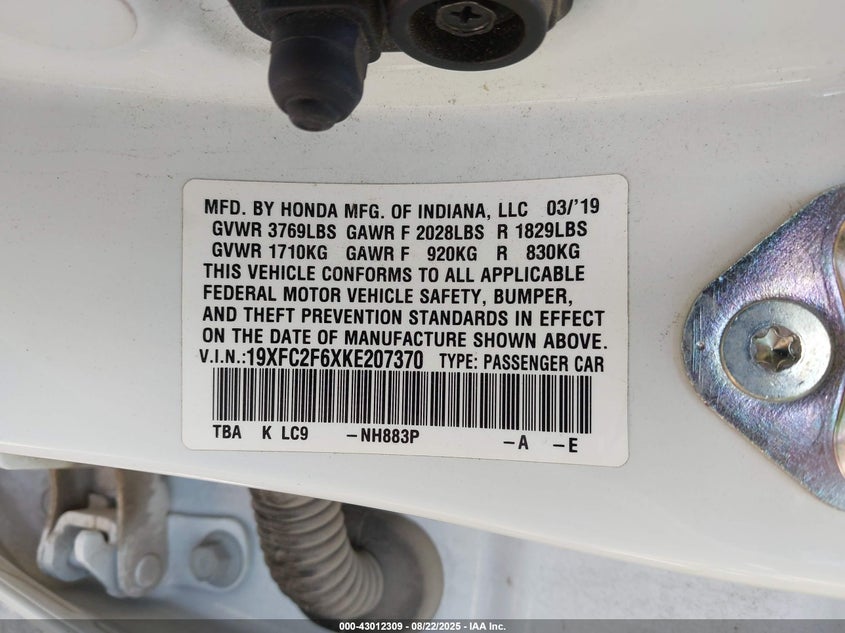 MFD. BY HONDA MFG. OF INDIANA, LLC 03/'19
GVWR 3769LBS GAWR F 2028LBS R 1829LBS
GVWR 1710KG GAWR F 920KG R 830KG
THIS VEHICLE CONFORMS TO ALL APPLICABLE
FEDERAL MOTOR VEHICLE SAFETY, BUMPER,
AND THEFT PREVENTION STANDARDS IN EFFECT
ON THE DATE OF MANUFACTURE SHOWN ABOVE.
V.I.N.:19XFC2F6XKE207370 TYPE: PASSENGER CAR
TBA K LC9 -NH883P -A -E
000-43012309 - 08/22/2025 - IAA Inc.